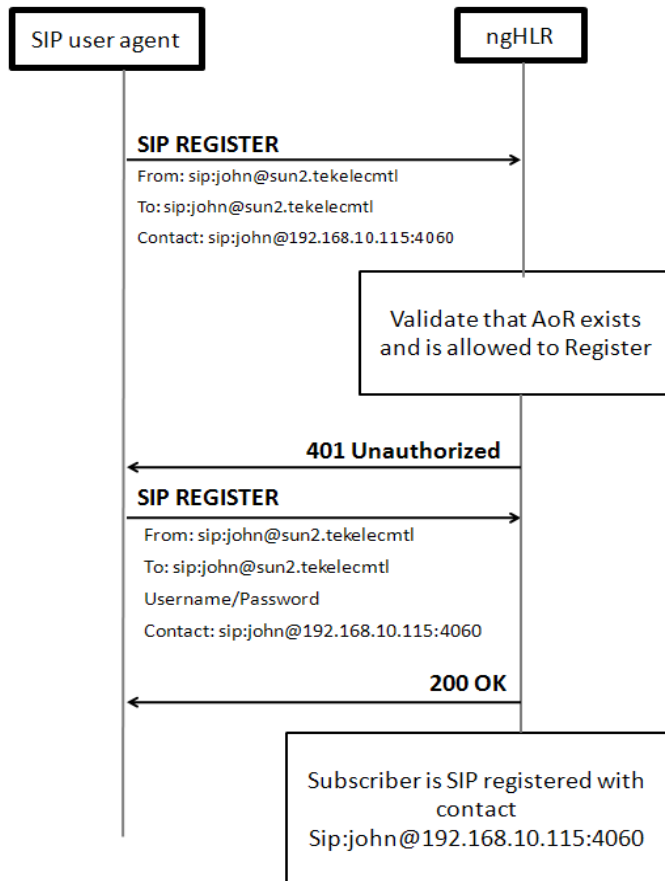 SIP user agent
ngHLR
SIP REGISTER
From: sip:john@sun2.tekelecmtl
To: sip:john@sun2.tekelecmtl
Contact: sip:john@192.168.10.115:4060
Validate that AoR exists
and is allowed to Register
401 Unauthorized
SIP REGISTER
From: sip:john@sun2.tekelecmtl
To: sip:john@sun2.tekelecmtl
Username/Password
Contact: sip:john@192.168.10.115:4060
200 OK
Subscriber is SIP registered with
contact
Sip:john@192.168.10.115:4060